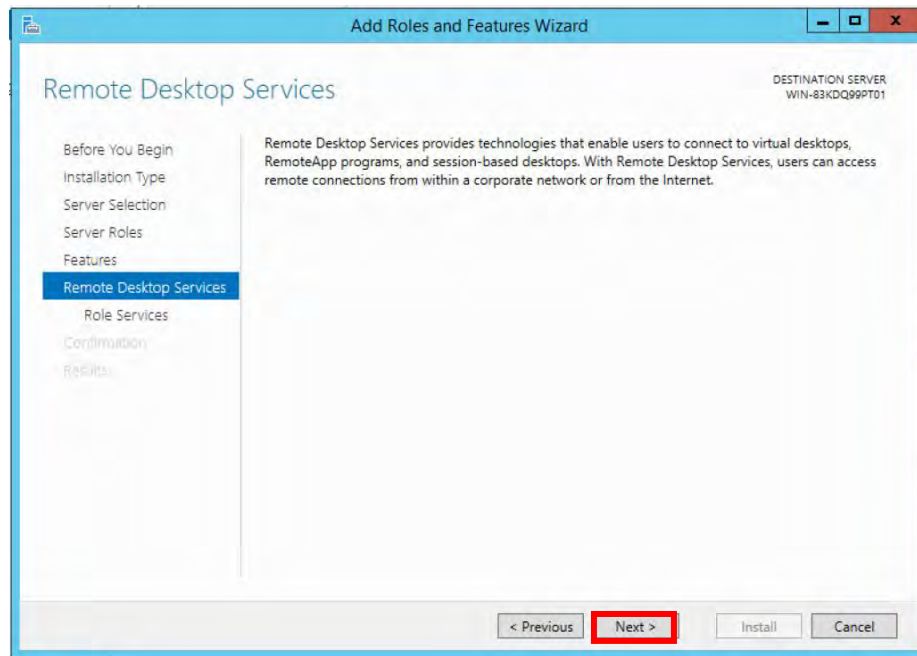 Add Roles and Features Wizard
Remote Desktop Services
DESTINATION SERVER
WIN-83KDQ99PT01
Before You Begin
Installation Type
Server Selection
Server Roles
Features
Remote Desktop Services
Role Services
Confirmation
Results
Remote Desktop Services provides technologies that enable users to connect to virtual desktops,
RemoteApp programs, and session-based desktops. With Remote Desktop Services, users can access
remote connections from within a corporate network or from the Internet.
< Previous
Next >
Install
Cancel